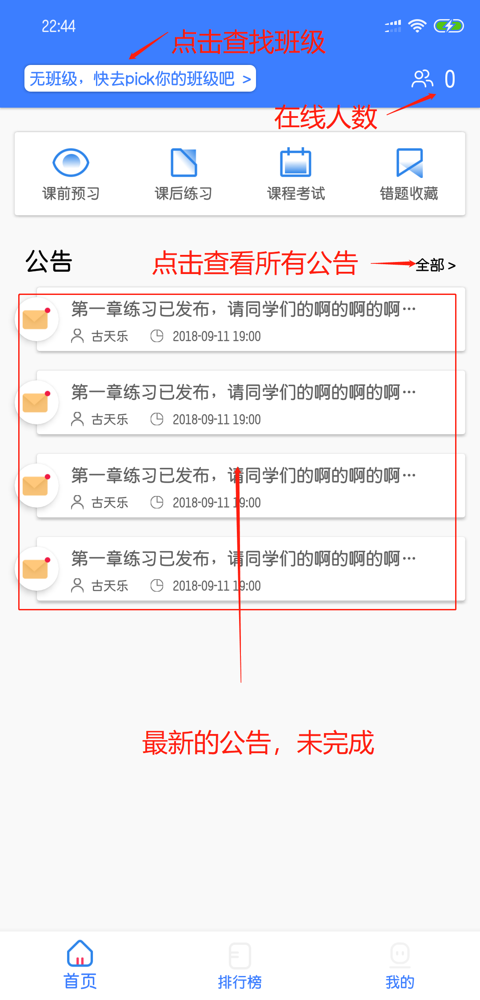 22:44
点击查找班级
无班级，快去pick你的班级吧 >
0
在线人数
课前预习 课后练习 课程考试 错题收藏
公告 点击查看所有公告 全部 >
第一章练习已发布，请同学们的啊的啊的啊…
古天乐 2018-09-11 19:00
第一章练习已发布，请同学们的啊的啊的啊…
古天乐 2018-09-11 19:00
第一章练习已发布，请同学们的啊的啊的啊…
古天乐 2018-09-11 19:00
第一章练习已发布，请同学们的啊的啊的啊…
古天乐 2018-09-11 19:00
最新的公告，未完成
首页 排行榜 我的